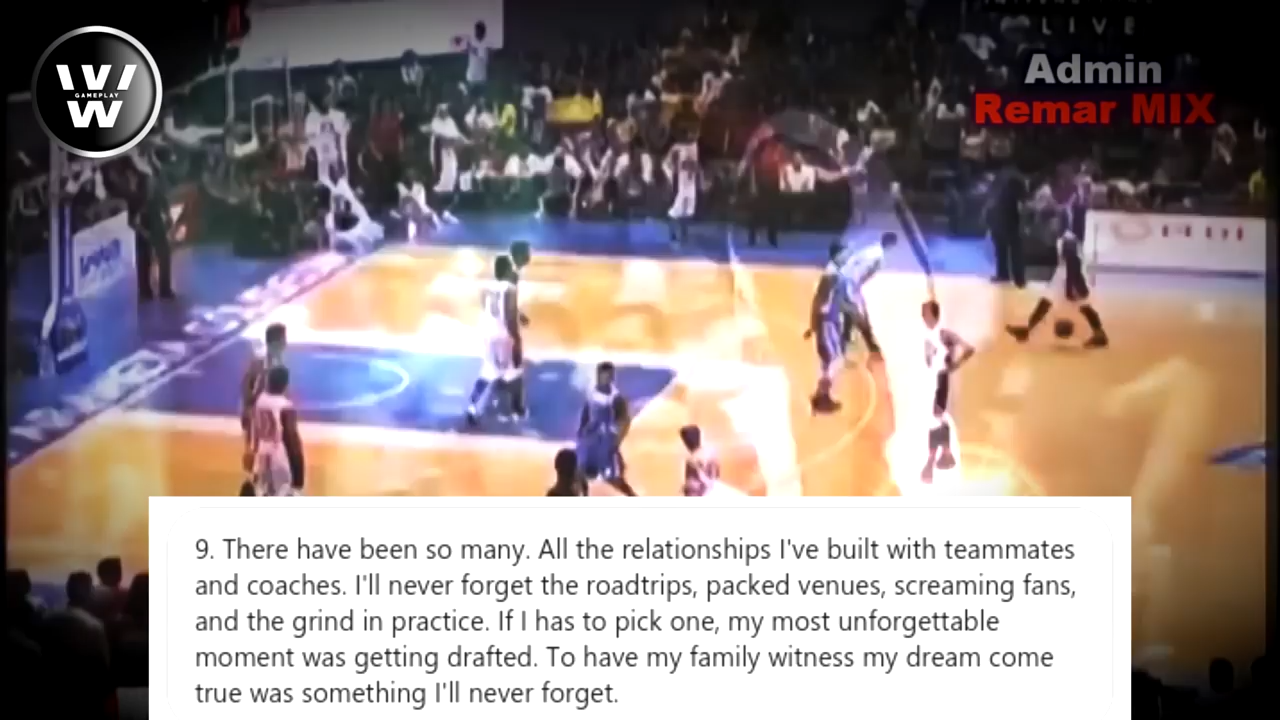 LIVE
Admin
Remar MIX
W
GAMEPLAY
W
9. There have been so many. All the relationships I've built with teammates
and coaches. I'll never forget the roadtrips, packed venues, screaming fans,
and the grind in practice. If I has to pick one, my most unforgettable
moment was getting drafted. To have my family witness my dream come
true was something I'll never forget.